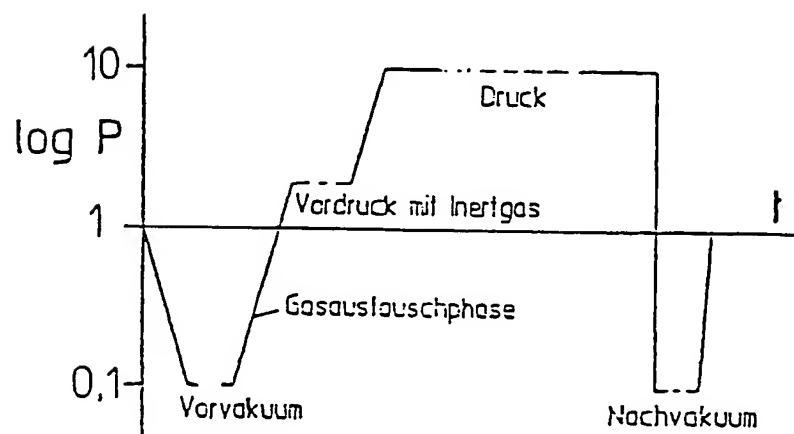 10
Druck
log P
Vordruck mit Inertgas
t
1
Gasaustauschphase
0,1
Vorvakuum
Nachvakuum